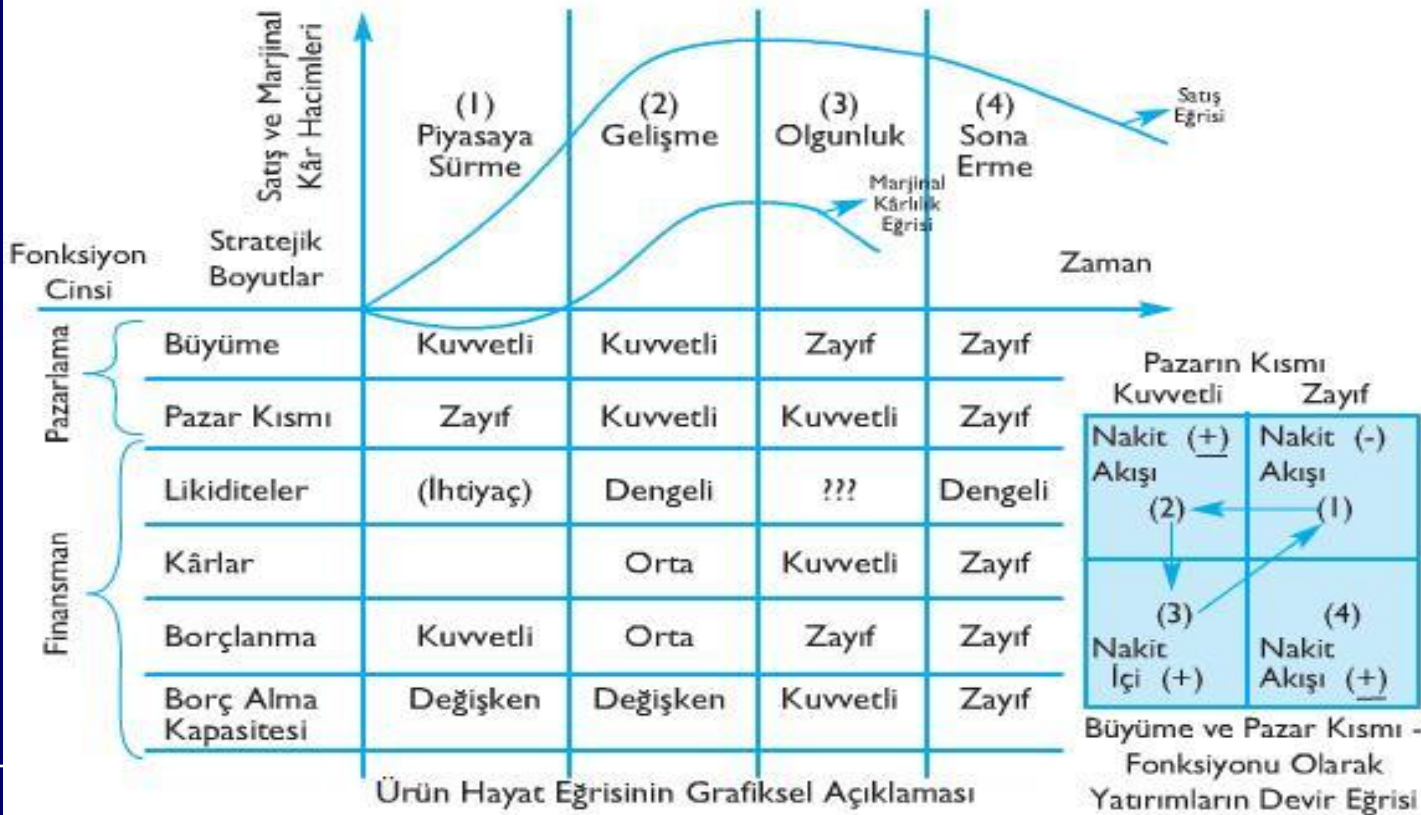 Satış ve Marjinal
Kâr Hacimleri
(1)
Piyasaya
Sürme
(2)
Gelişme
(3)
Olgunluk
(4)
Sona
Erme
Satış
Eğrisi
Marjinal
Kârlılık
Eğrisi
Fonksiyon
Cinsi
Stratejik
Boyutlar
Zaman
Pazarlama
Büyüme Kuvvetli Kuvvetli Zayıf Zayıf
Pazar Kısmı Zayıf Kuvvetli Kuvvetli Zayıf
Finansman
Likiditeler (İhtiyaç) Dengeli ??? Dengeli
Kârlar Orta Kuvvetli Zayıf
Borçlanma Kuvvetli Orta Zayıf Zayıf
Borç Alma Değişken Değişken Kuvvetli Zayıf
Kapasitesi
Ürün Hayat Eğrisinin Grafiksel Açıklaması
Pazarın Kısmı
Kuvvetli Zayıf
Nakit (+)
Akışı
(2)
Nakit (-)
Akışı
(1)
(3)
Nakit
İçi (+)
(4)
Nakit
Akışı (+)
Büyüme ve Pazar Kısmı -
Fonksiyonu Olarak
Yatırımların Devir Eğrisi